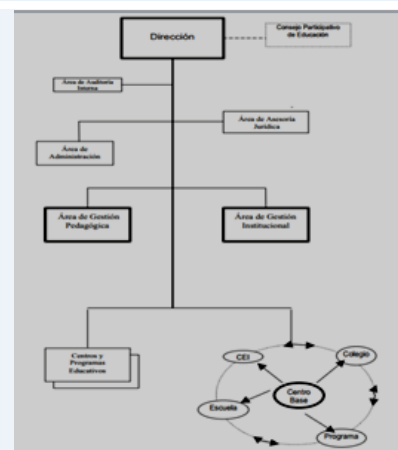 Dirección
Consejo Participativo
de Educación
Área de Auditoría
Interna
Área de Asesoría
Jurídica
Área de
Administración
Área de Gestión
Pedagógica
Área de Gestión
Institucional
Centros y
Programas
Educativos
CEI
Colegio
Centro
Base
Escuela
Programa